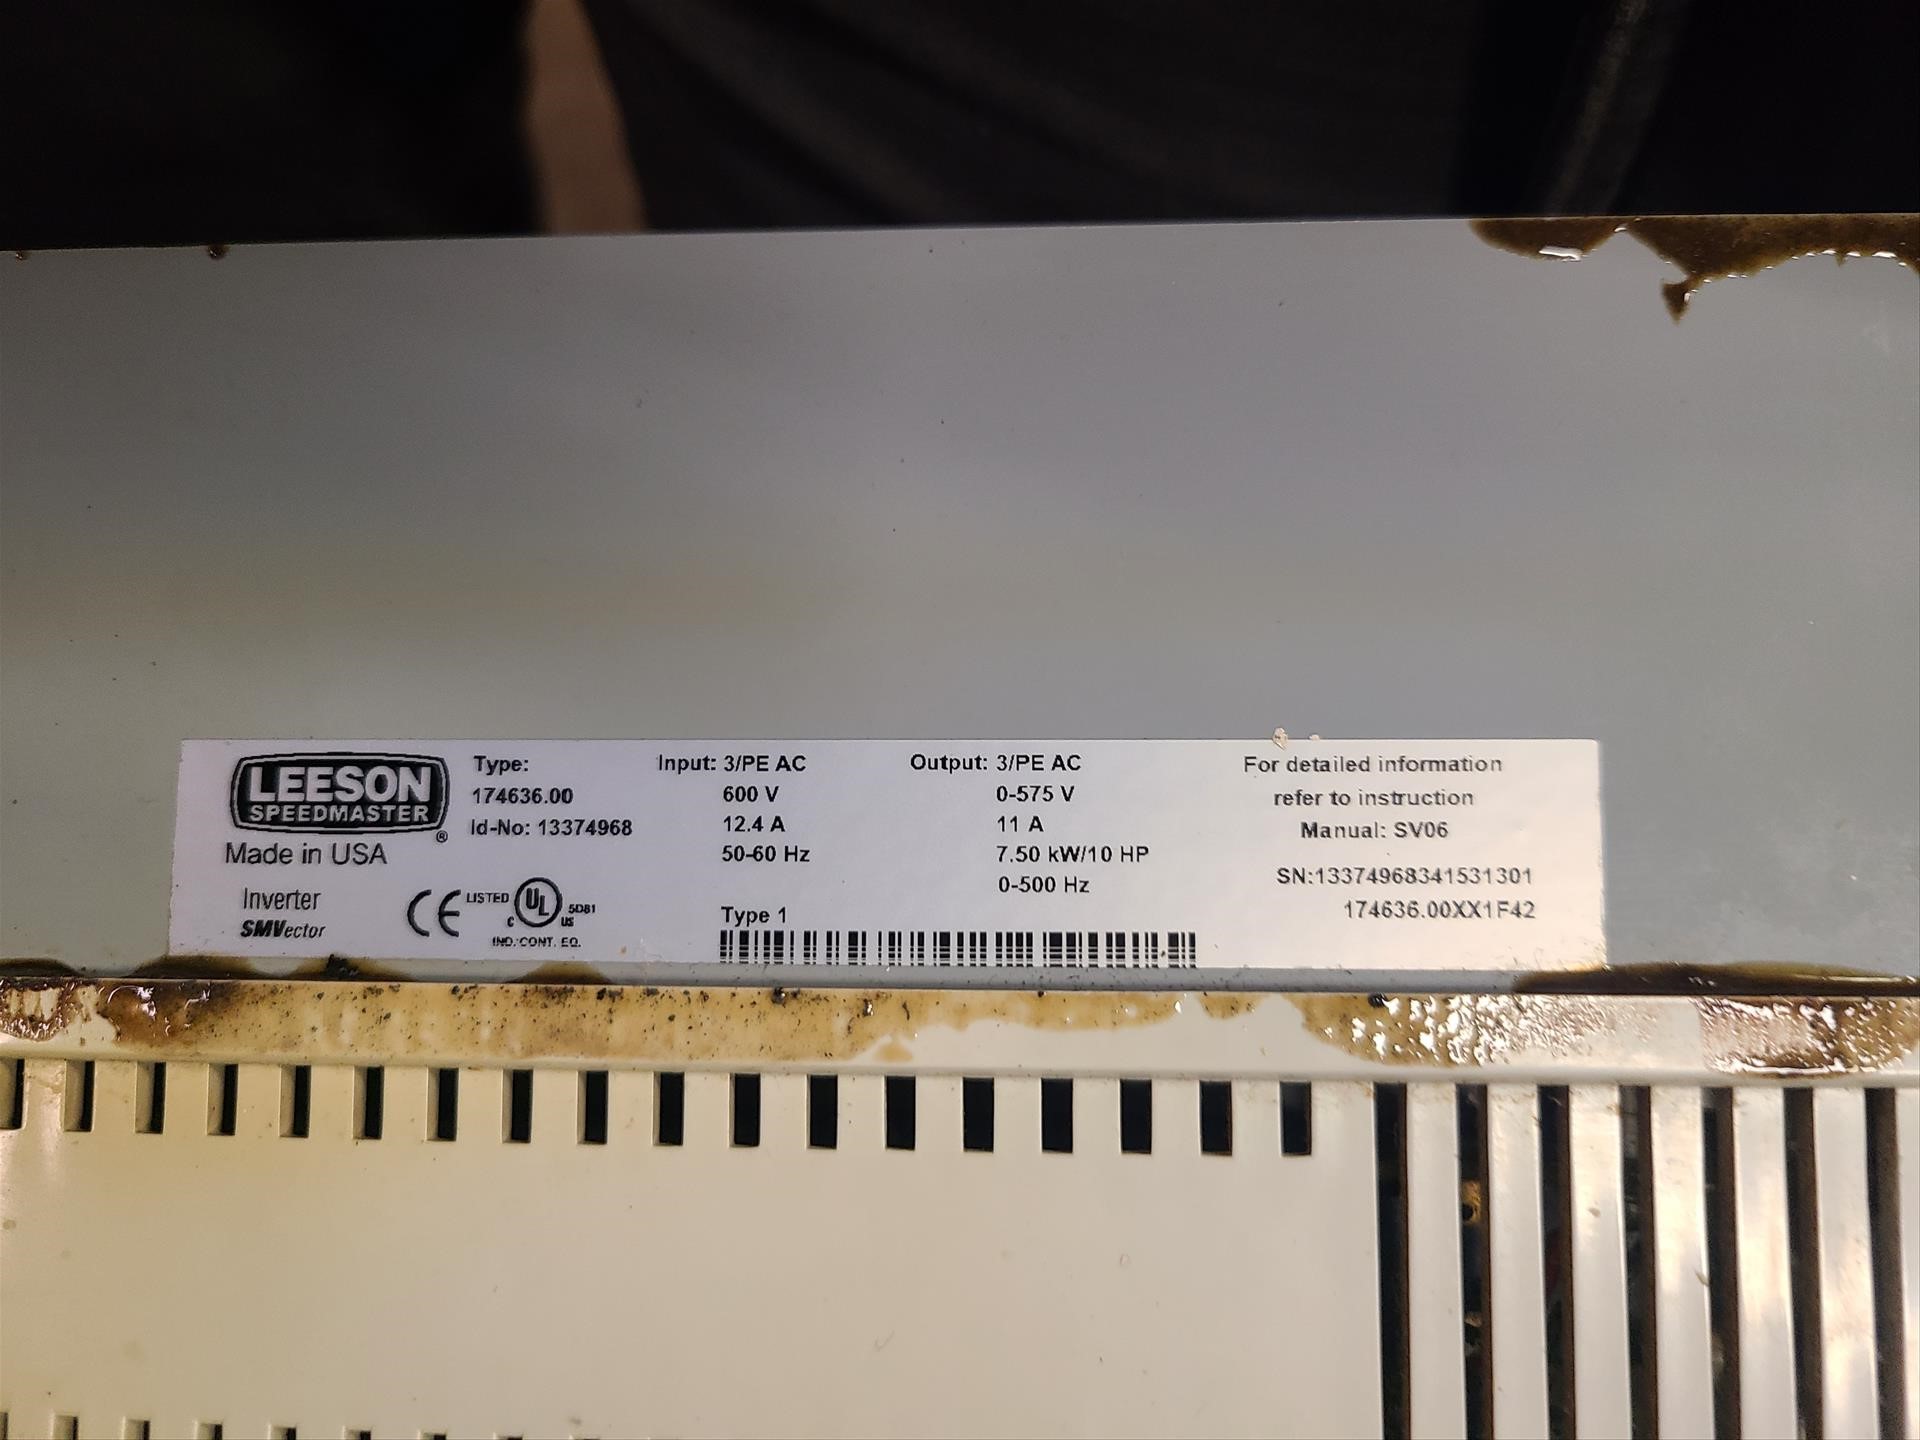 LEESON
SPEEDMASTER
®
Made in USA
Inverter
SMVector
CE
LISTED
C UL US
5D81
IND. CONT. EQ.
Type:
174636.00
Id-No: 13374968
Input: 3/PE AC
600 V
12.4 A
50-60 Hz
Type 1
Output: 3/PE AC
0-575 V
11 A
7.50 kW/10 HP
0-500 Hz
For detailed information
refer to instruction
Manual: SV06
SN:13374968341531301
174636.00XX1F42